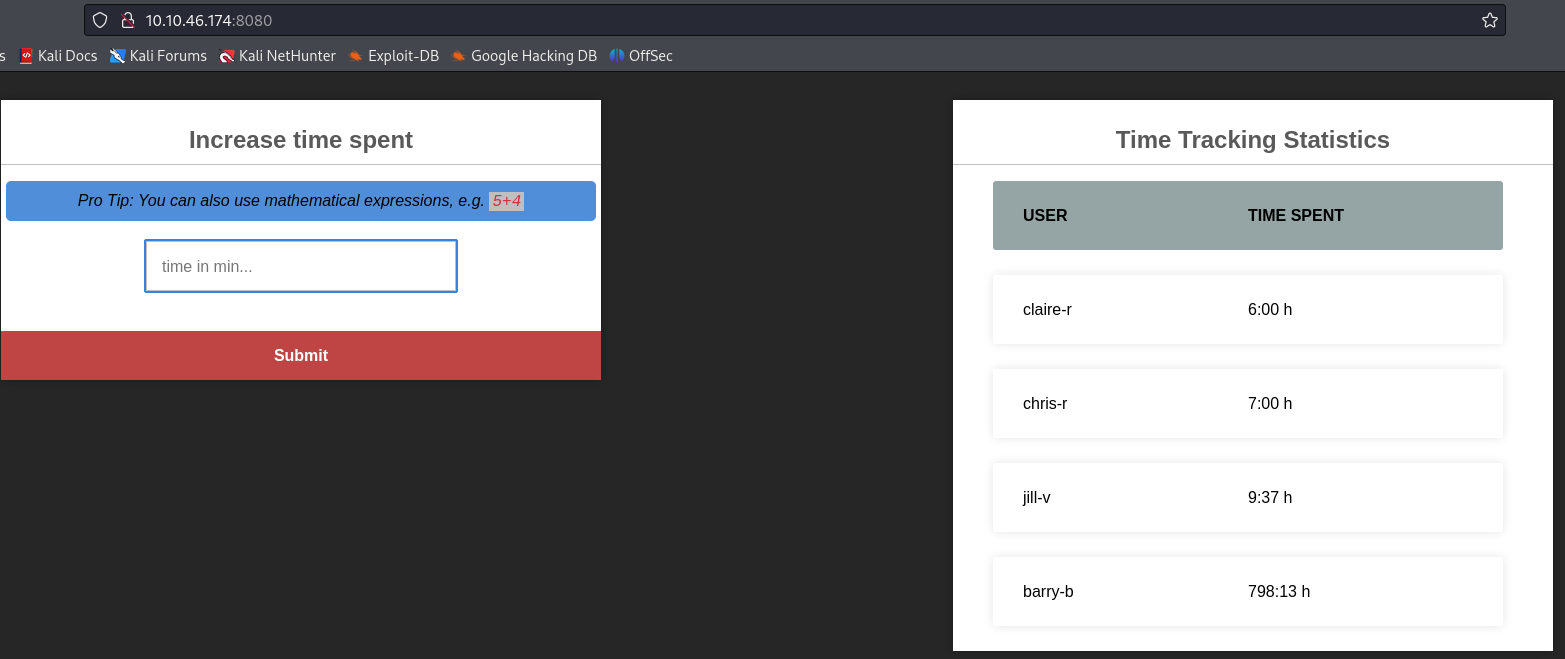 10.10.46.174:8080
s Kali Docs Kali Forums Kali NetHunter Exploit-DB Google Hacking DB OffSec
Increase time spent
Pro Tip: You can also use mathematical expressions, e.g. 5+4
time in min...
Submit
Time Tracking Statistics
USER TIME SPENT
claire-r 6:00 h
chris-r 7:00 h
jill-v 9:37 h
barry-b 798:13 h